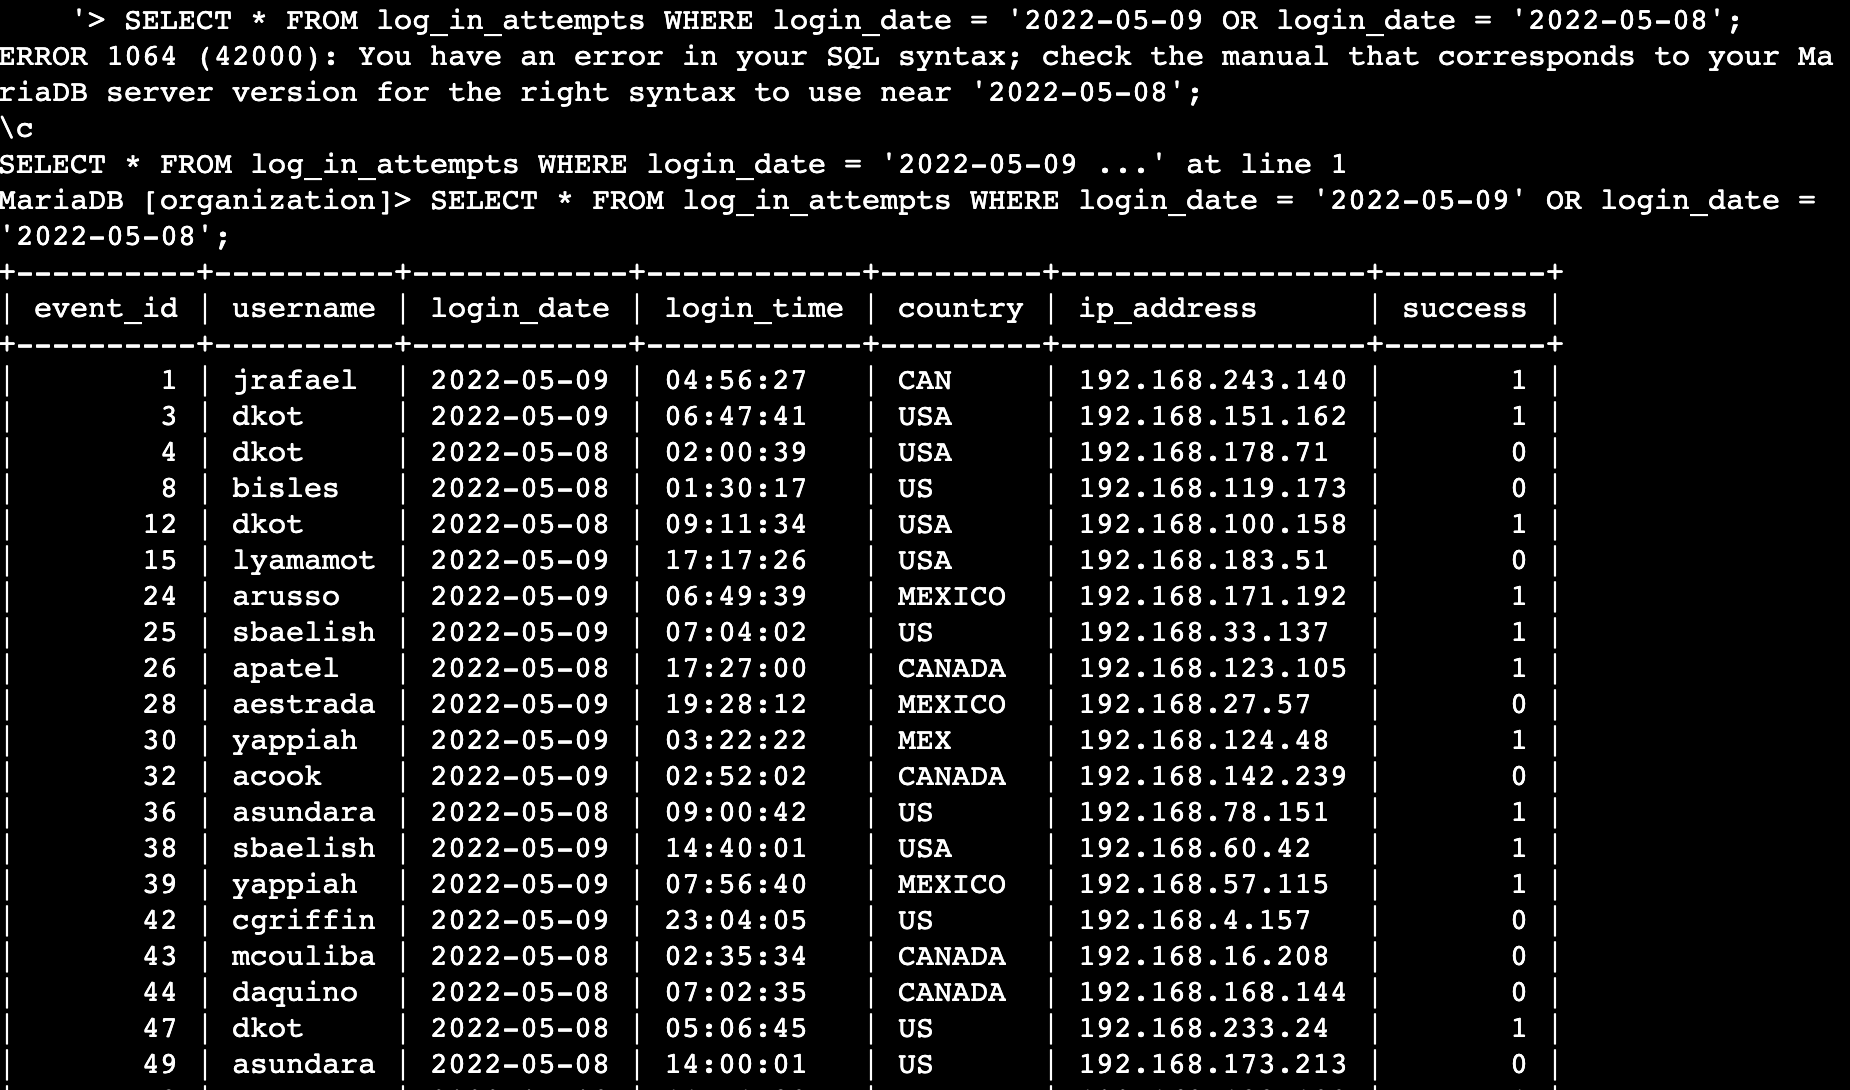 '> SELECT * FROM log_in_attempts WHERE login_date = '2022-05-09 OR login_date = '2022-05-08';
ERROR 1064 (42000): You have an error in your SQL syntax; check the manual that corresponds to your Ma
riaDB server version for the right syntax to use near '2022-05-08';
\c
SELECT * FROM log_in_attempts WHERE login_date = '2022-05-09 ...' at line 1
MariaDB [organization]> SELECT * FROM log_in_attempts WHERE login_date = '2022-05-09' OR login_date =
'2022-05-08';
+----------+----------+------------+------------+---------+-----------------+---------+
| event_id | username | login_date | login_time | country | ip_address      | success |
+----------+----------+------------+------------+---------+-----------------+---------+
|        1 | jrafael  | 2022-05-09 | 04:56:27   | CAN     | 192.168.243.140 |       1 |
|        3 | dkot     | 2022-05-09 | 06:47:41   | USA     | 192.168.151.162 |       1 |
|        4 | dkot     | 2022-05-08 | 02:00:39   | USA     | 192.168.178.71  |       0 |
|        8 | bisles   | 2022-05-08 | 01:30:17   | US      | 192.168.119.173 |       0 |
|       12 | dkot     | 2022-05-08 | 09:11:34   | USA     | 192.168.100.158 |       1 |
|       15 | lyamamot | 2022-05-09 | 17:17:26   | USA     | 192.168.183.51  |       0 |
|       24 | arusso   | 2022-05-09 | 06:49:39   | MEXICO  | 192.168.171.192 |       1 |
|       25 | sbaelish | 2022-05-09 | 07:04:02   | US      | 192.168.33.137  |       1 |
|       26 | apatel   | 2022-05-08 | 17:27:00   | CANADA  | 192.168.123.105 |       1 |
|       28 | aestrada | 2022-05-09 | 19:28:12   | MEXICO  | 192.168.27.57   |       0 |
|       30 | yappiah  | 2022-05-09 | 03:22:22   | MEX     | 192.168.124.48  |       1 |
|       32 | acook    | 2022-05-09 | 02:52:02   | CANADA  | 192.168.142.239 |       0 |
|       36 | asundara | 2022-05-08 | 09:00:42   | US      | 192.168.78.151  |       1 |
|       38 | sbaelish | 2022-05-09 | 14:40:01   | USA     | 192.168.60.42   |       1 |
|       39 | yappiah  | 2022-05-09 | 07:56:40   | MEXICO  | 192.168.57.115  |       1 |
|       42 | cgriffin | 2022-05-09 | 23:04:05   | US      | 192.168.4.157   |       0 |
|       43 | mcouliba | 2022-05-08 | 02:35:34   | CANADA  | 192.168.16.208  |       0 |
|       44 | daquino  | 2022-05-08 | 07:02:35   | CANADA  | 192.168.168.144 |       0 |
|       47 | dkot     | 2022-05-08 | 05:06:45   | US      | 192.168.233.24  |       1 |
|       49 | asundara | 2022-05-08 | 14:00:01   | US      | 192.168.173.213 |       0 |